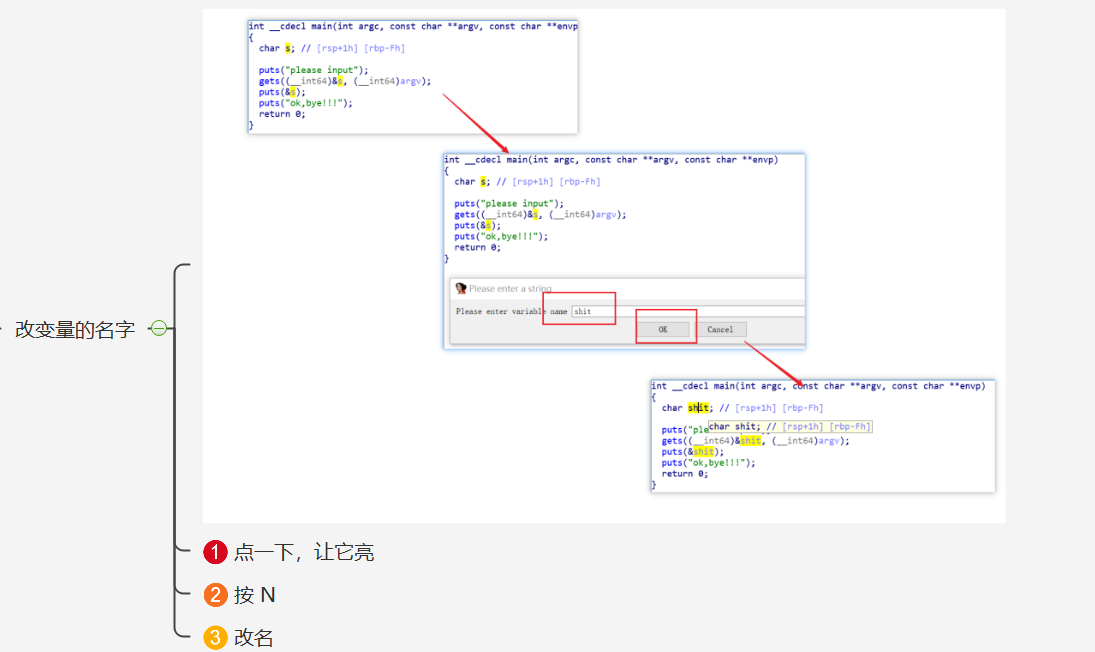 int __cdecl main(int argc, const char **argv, const char **envp
{
char s; // [rsp+1h] [rbp-Fh]
puts("please input");
gets((__int64)&s, (__int64)argv);
puts(&s);
puts("ok,bye!!!");
return 0;
}
int __cdecl main(int argc, const char **argv, const char **envp)
{
char s; // [rsp+1h] [rbp-Fh]
puts("please input");
gets((__int64)&s, (__int64)argv);
puts(&s);
puts("ok,bye!!!");
return 0;
}
Please enter a string
Please enter variable name shit
OK Cancel
int __cdecl main(int argc, const char **argv, const char **envp)
{
char shit; // [rsp+1h] [rbp-Fh]
char shit; // [rsp+1h] [rbp-Fh]
puts("ple
gets((__int64)&shit, (__int64)argv);
puts(&shit);
puts("ok,bye!!!");
return 0;
}
改变量的名字
1 点一下，让它亮
2 按 N
3 改名